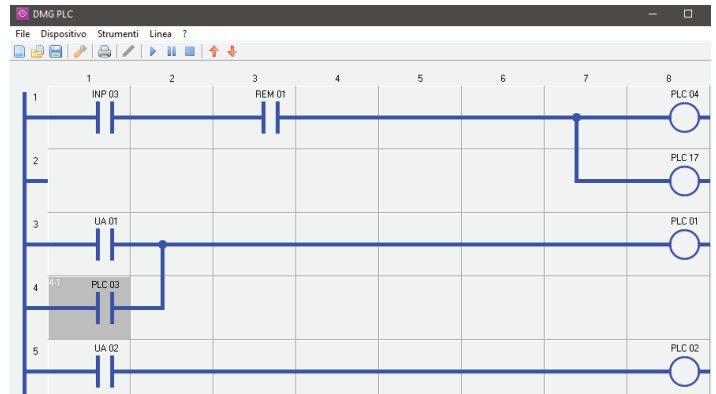 DMG PLC
File Dispositivo Strumenti Linea ?
1 2 3 4 5 6 7 8
1 INP 03 REM 01 PLC 04
2 PLC 17
3 UA 01 PLC 01
4 4-1 PLC 03
5 UA 02 PLC 02